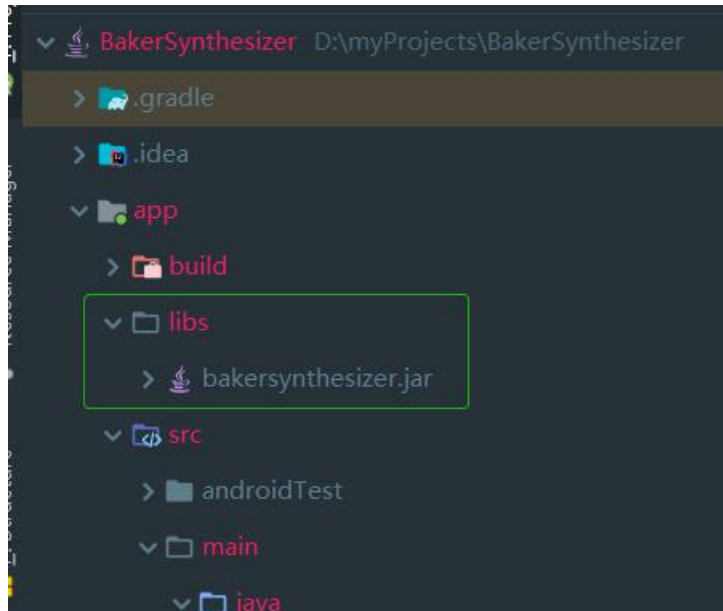 BakerSynthesizer D:\myProjects\BakerSynthesizer
.gradle
.idea
app
build
libs
bakersynthesizer.jar
src
androidTest
main
java